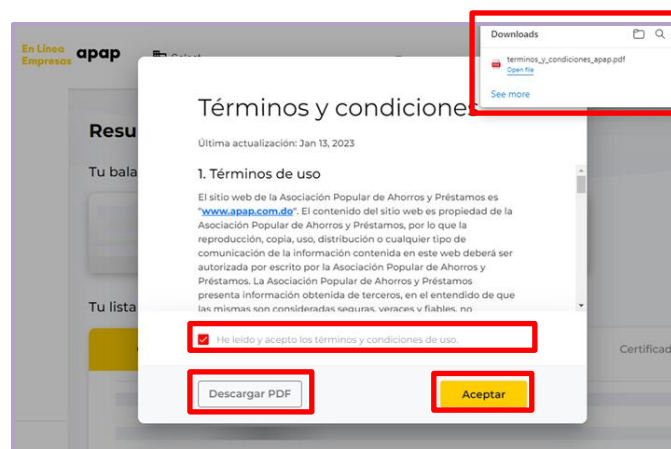 En Línea
Empresas
apap
Select
Downloads
terminos_y_condiciones_apap.pdf
Open file
See more
Resu
Tu bala
Tu lista
Certificad
Términos y condiciones
Última actualización: Jan 13, 2023
1. Términos de uso
El sitio web de la Asociación Popular de Ahorros y Préstamos es
"www.apap.com.do". El contenido del sitio web es propiedad de la
Asociación Popular de Ahorros y Préstamos, por lo que la
reproducción, copia, uso, distribución o cualquier tipo de
comunicación de la información contenida en este web deberá ser
autorizada por escrito por la Asociación Popular de Ahorros y
Préstamos. La Asociación Popular de Ahorros y Préstamos
presenta información obtenida de terceros, en el entendido de que
las mismas son consideradas seguras, veraces y fiables, no
He leído y acepto los términos y condiciones de uso.
Descargar PDF
Aceptar